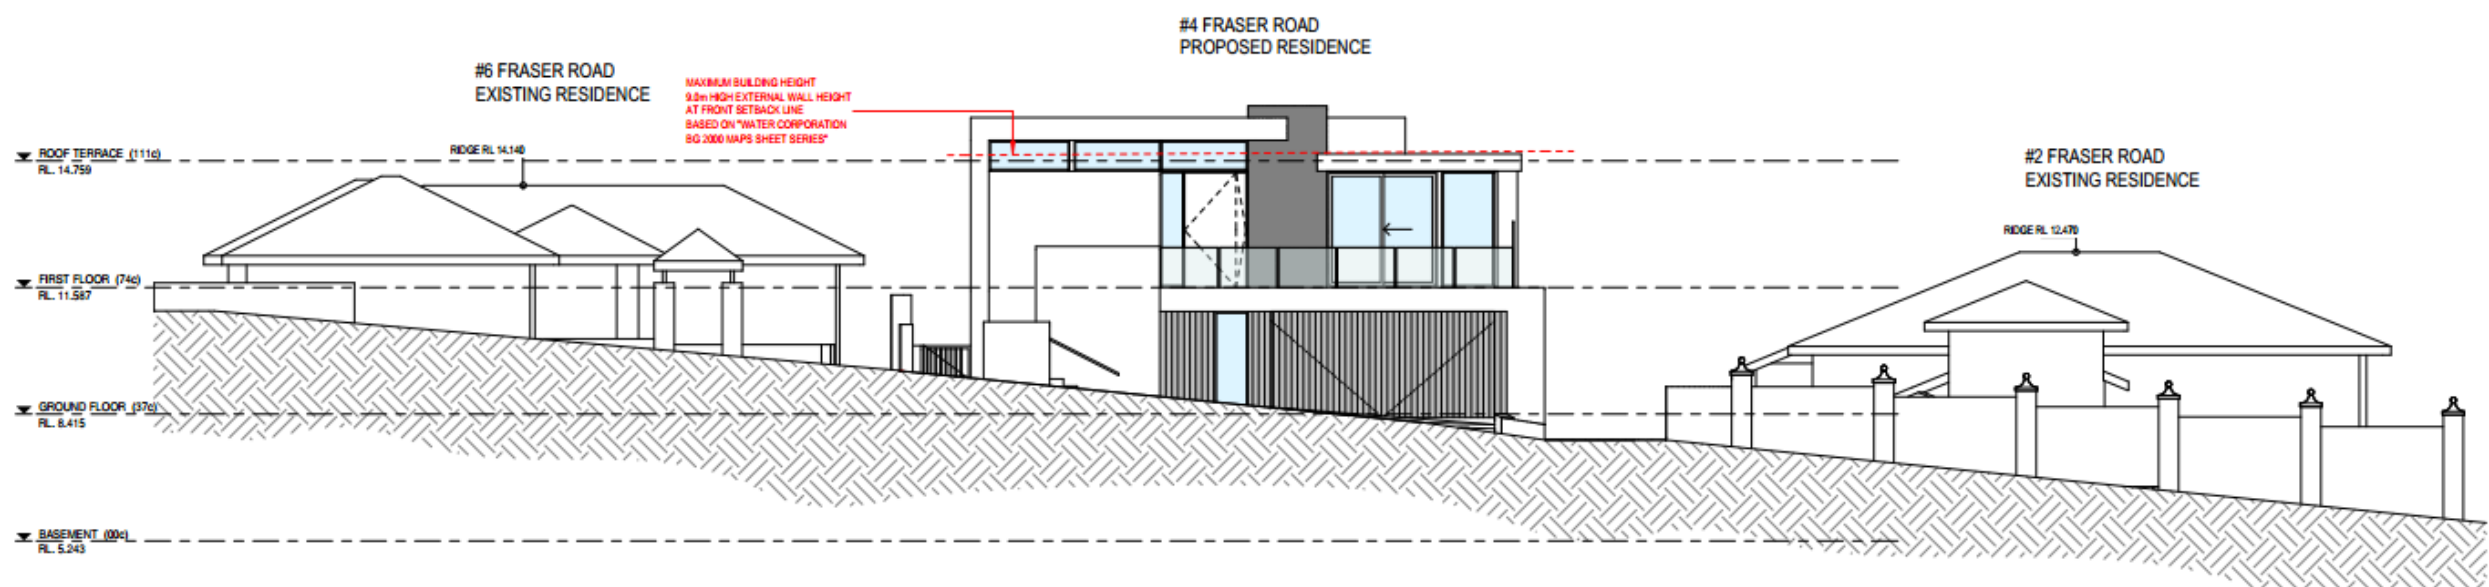 #4 FRASER ROAD
PROPOSED RESIDENCE
#6 FRASER ROAD
EXISTING RESIDENCE
MAXIMUM BUILDING HEIGHT
9.0m HIGH EXTERNAL WALL HEIGHT
AT FRONT SETBACK LINE
BASED ON "WATER CORPORATION
BG 2000 MAPS SHEET SERIES"
ROOF TERRACE (111c)
RL. 14.759
RIDGE RL 14.140
#2 FRASER ROAD
EXISTING RESIDENCE
RIDGE RL 12.470
FIRST FLOOR (74c)
RL. 11.587
GROUND FLOOR (37c)
RL. 8.415
BASEMENT (00c)
RL. 5.243